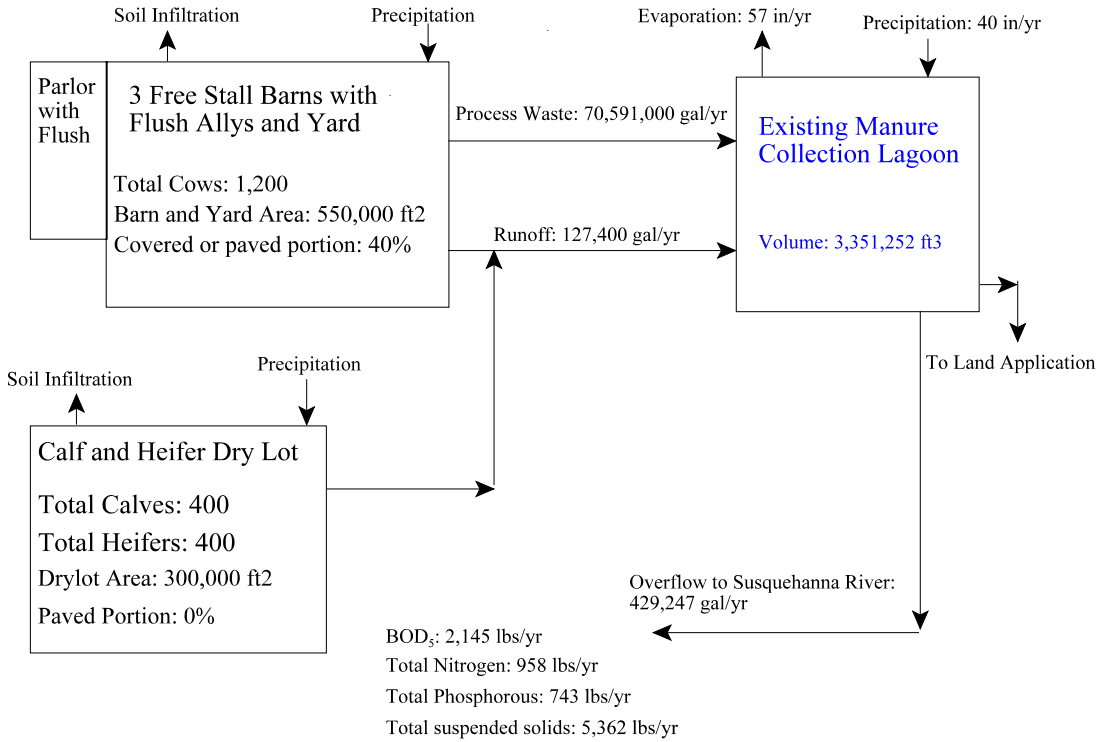 Soil Infiltration
Precipitation
Evaporation: 57 in/yr
Precipitation: 40 in/yr
Parlor
with
Flush
3 Free Stall Barns with
Flush Allys and Yard
Total Cows: 1,200
Barn and Yard Area: 550,000 ft2
Covered or paved portion: 40%
Process Waste: 70,591,000 gal/yr
Runoff: 127,400 gal/yr
Existing Manure
Collection Lagoon
Volume: 3,351,252 ft3
To Land Application
Soil Infiltration
Precipitation
Calf and Heifer Dry Lot
Total Calves: 400
Total Heifers: 400
Drylot Area: 300,000 ft2
Paved Portion: 0%
Overflow to Susquehanna River:
429,247 gal/yr
BOD5: 2,145 lbs/yr
Total Nitrogen: 958 lbs/yr
Total Phosphorous: 743 lbs/yr
Total suspended solids: 5,362 lbs/yr